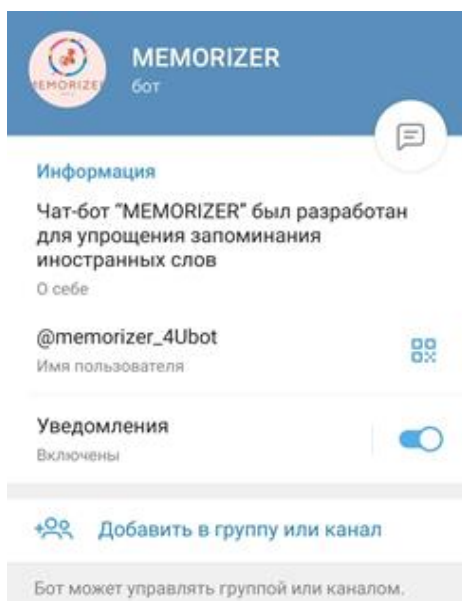 MEMORIZER
бот
MEMORIZER
Информация
Чат-бот "MEMORIZER" был разработан
для упрощения запоминания
иностранных слов
О себе
@memorizer_4Ubot
Имя пользователя
Уведомления
Включены
Добавить в группу или канал
Бот может управлять группой или каналом.